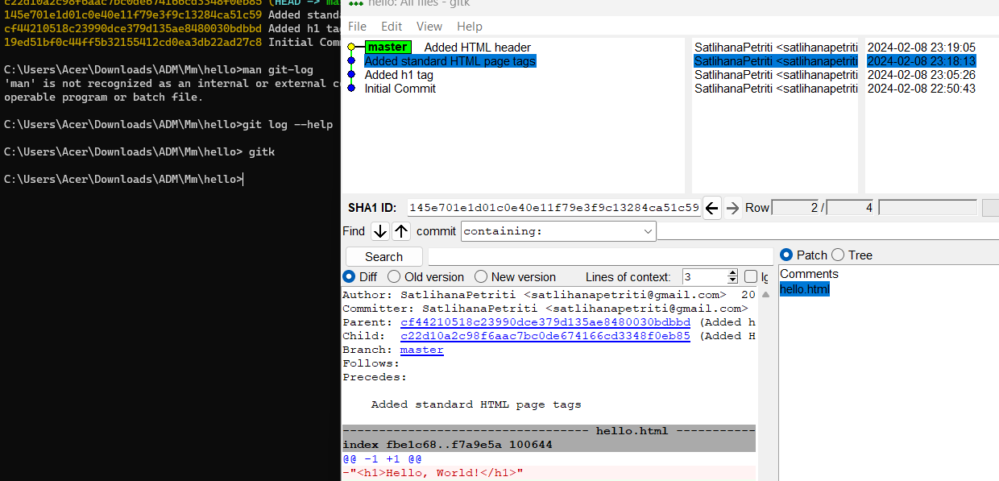 c22d10a2c98f6aac7bc0de674166cd3348f0eb85 (HEAD -> ma
145e701e1d01c0e40e11f79e3f9c13284ca51c59 Added standa
cf44210518c23990dce379d135ae8480030bdbbd Added h1 tag
19ed51bf0c44ff5b32155412cd0ea3db22ad27c8 Initial Comm
C:\Users\Acer\Downloads\ADM\Mm\hello>man git-log
'man' is not recognized as an internal or external co
operable program or batch file.
C:\Users\Acer\Downloads\ADM\Mm\hello>git log --help
C:\Users\Acer\Downloads\ADM\Mm\hello> gitk
C:\Users\Acer\Downloads\ADM\Mm\hello>
hello: All files - gitk
File Edit View Help
master Added HTML header SatlihanaPetriti <satlihanapetriti 2024-02-08 23:19:05
Added standard HTML page tags SatlihanaPetriti <satlihanapetriti 2024-02-08 23:18:13
Added h1 tag SatlihanaPetriti <satlihanapetriti 2024-02-08 23:05:26
Initial Commit SatlihanaPetriti <satlihanapetriti 2024-02-08 22:50:43
SHA1 ID: 145e701e1d01c0e40e11f79e3f9c13284ca51c59 ← → Row 2 / 4
Find ↓ ↑ commit containing:
Search
Patch Tree
Diff Old version New version Lines of context: 3 Ig
Comments
hello.html
Author: SatlihanaPetriti <satlihanapetriti@gmail.com> 20
Committer: SatlihanaPetriti <satlihanapetriti@gmail.com>
Parent: cf44210518c23990dce379d135ae8480030bdbbd (Added h
Child: c22d10a2c98f6aac7bc0de674166cd3348f0eb85 (Added H
Branch: master
Follows:
Precedes:
Added standard HTML page tags
---------------------------------- hello.html -----------
index fbe1c68..f7a9e5a 100644
@@ -1 +1 @@
-"<h1>Hello, World!</h1>"